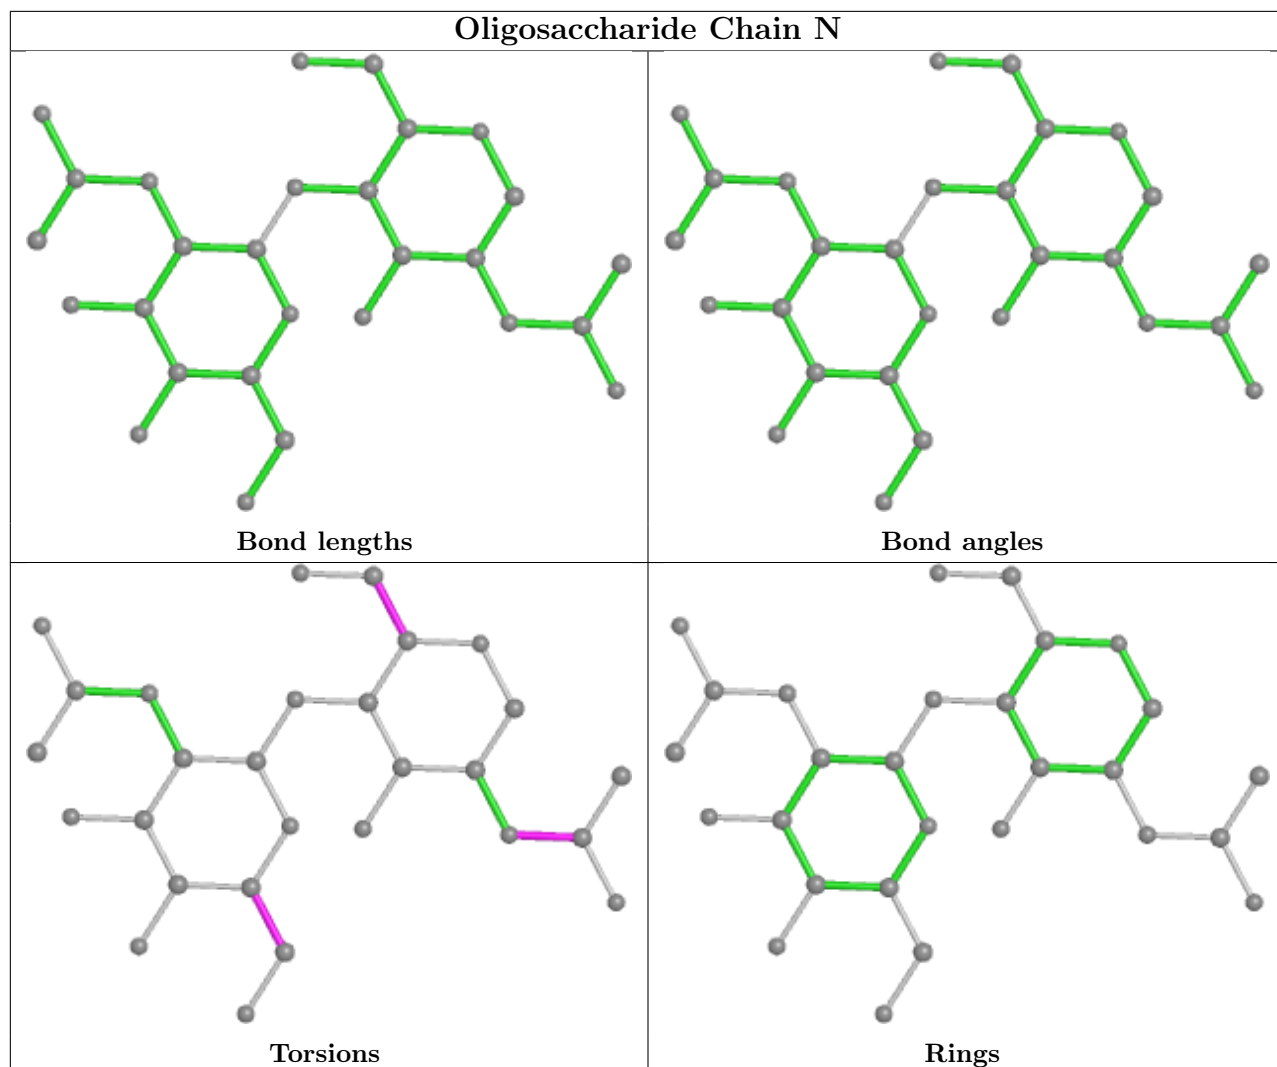 Oligosaccharide Chain N
Bond lengths
Bond angles
Torsions
Rings